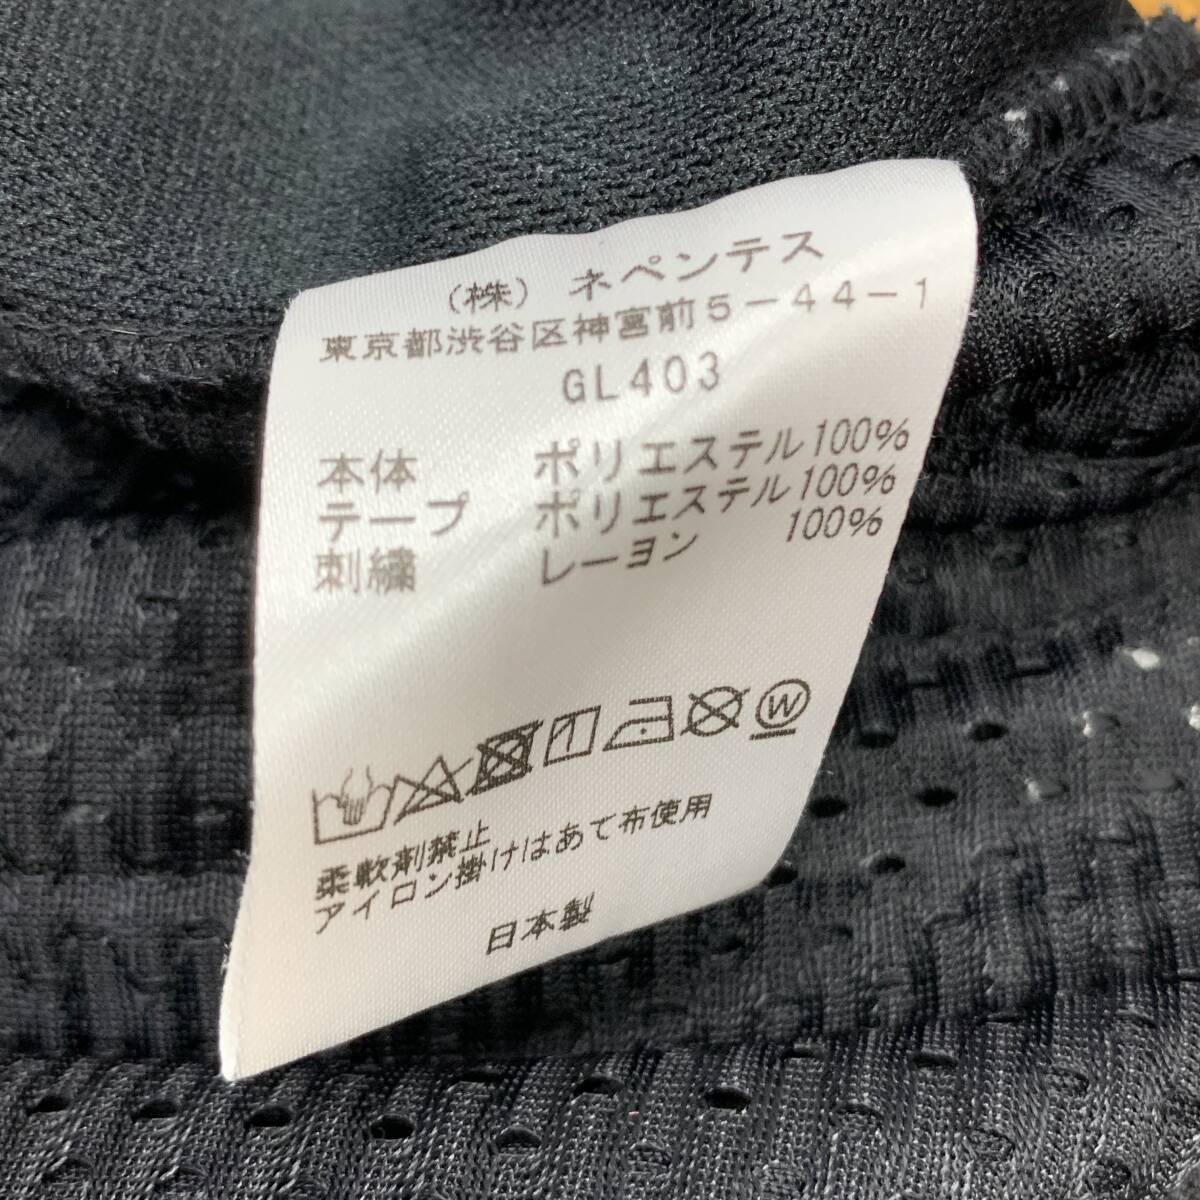 (株) ネペンテス
東京都渋谷区神宮前5-44-1
GL403
本体 ポリエステル100%
テープ ポリエステル100%
刺繍 レーヨン 100%
W
柔軟剤禁止
アイロン掛けはあて布使用
日本製